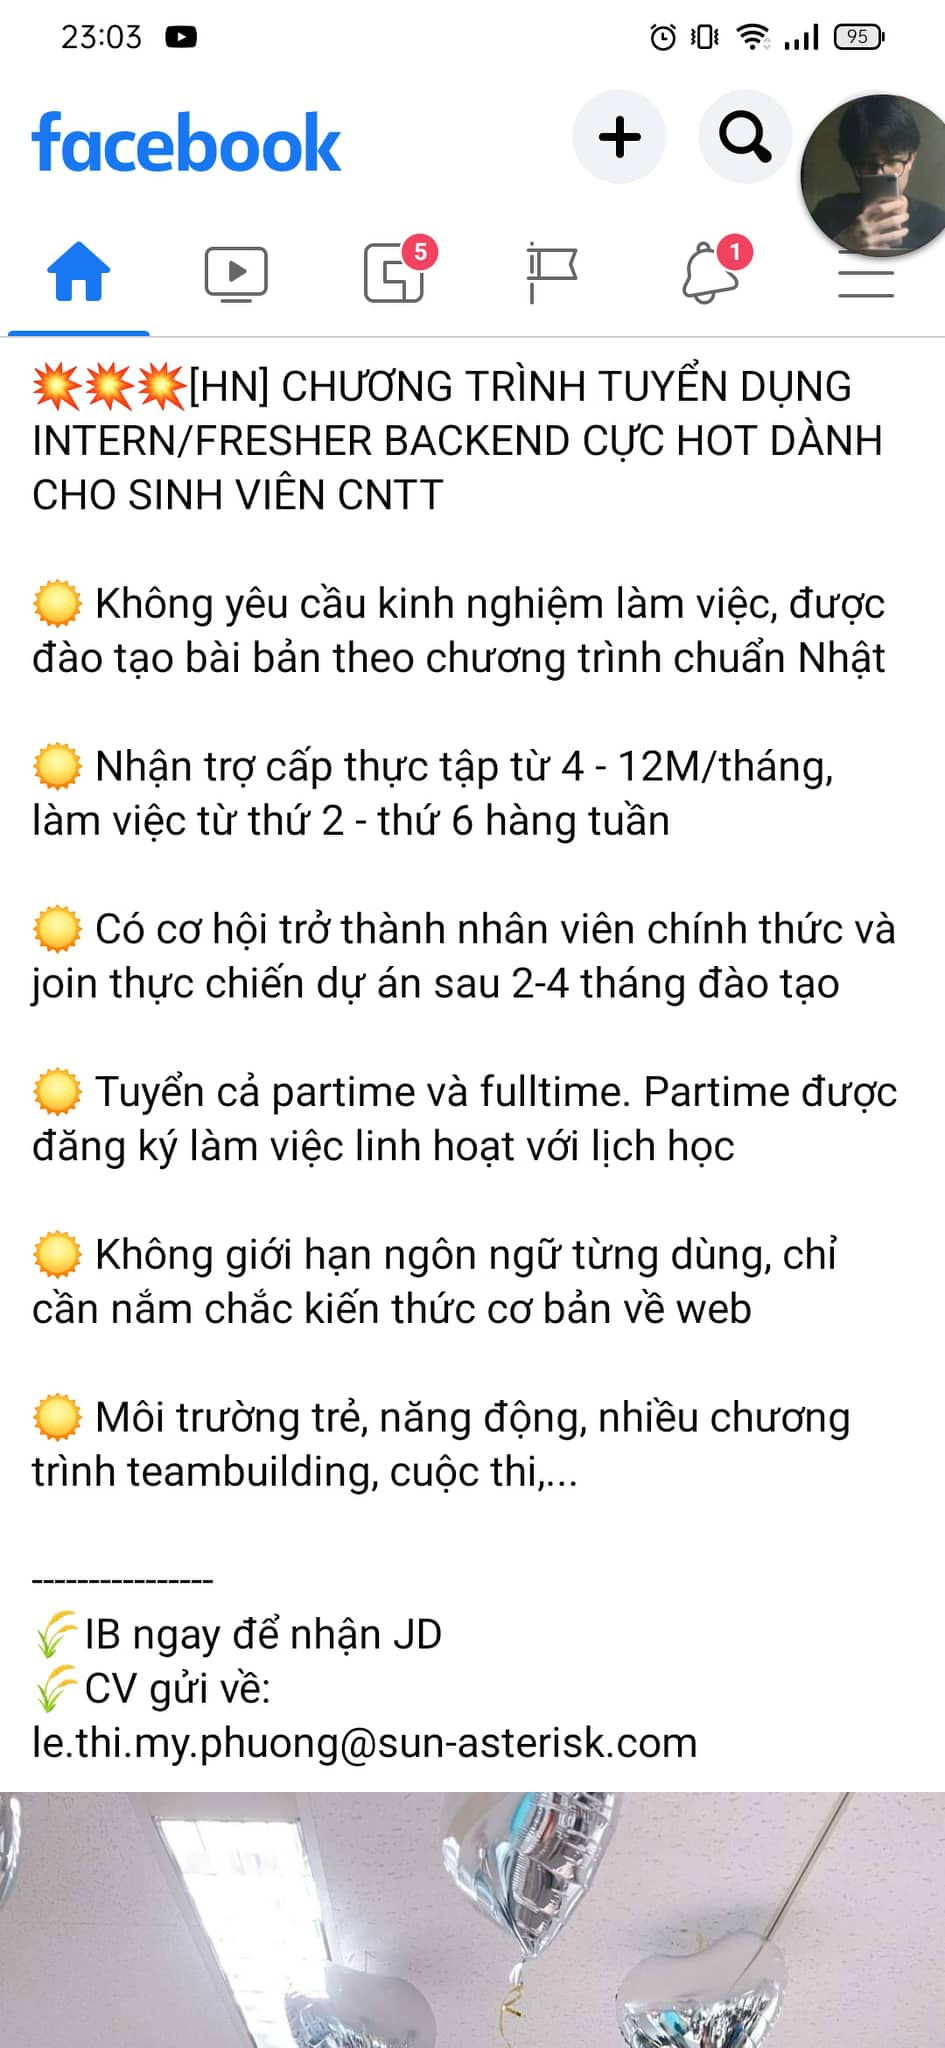 23:03
95
facebook
5
1
💥💥💥[HN] CHƯƠNG TRÌNH TUYỂN DỤNG
INTERN/FRESHER BACKEND CỰC HOT DÀNH
CHO SINH VIÊN CNTT
☀️ Không yêu cầu kinh nghiệm làm việc, được
đào tạo bài bản theo chương trình chuẩn Nhật
☀️ Nhận trợ cấp thực tập từ 4 - 12M/tháng,
làm việc từ thứ 2 - thứ 6 hàng tuần
☀️ Có cơ hội trở thành nhân viên chính thức và
join thực chiến dự án sau 2-4 tháng đào tạo
☀️ Tuyển cả partime và fulltime. Partime được
đăng ký làm việc linh hoạt với lịch học
☀️ Không giới hạn ngôn ngữ từng dùng, chỉ
cần nắm chắc kiến thức cơ bản về web
☀️ Môi trường trẻ, năng động, nhiều chương
trình teambuilding, cuộc thi,...
----------------
🌾IB ngay để nhận JD
🌾CV gửi về:
le.thi.my.phuong@sun-asterisk.com